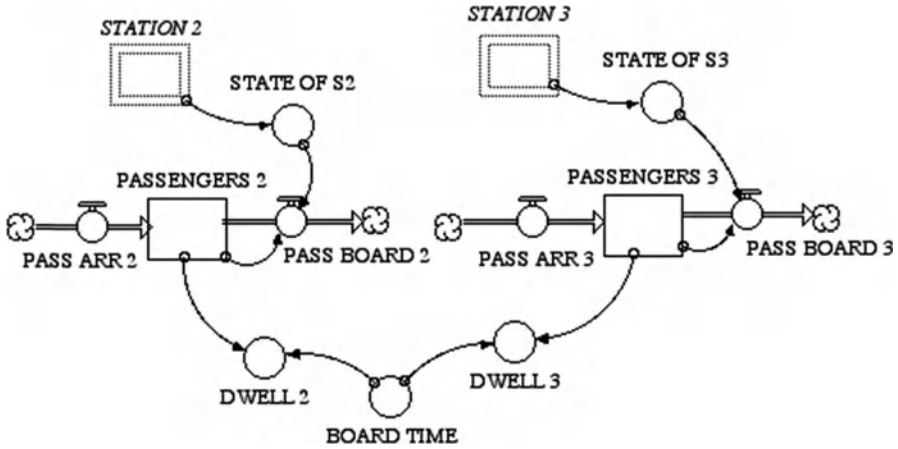 STATION 2
STATION 3
STATE OF S2
STATE OF S3
PASSENGERS 2
PASSENGERS 3
PASS ARR 2
PASS BOARD 2
PASS ARR 3
PASS BOARD 3
DWELL 2
DWELL 3
BOARD TIME